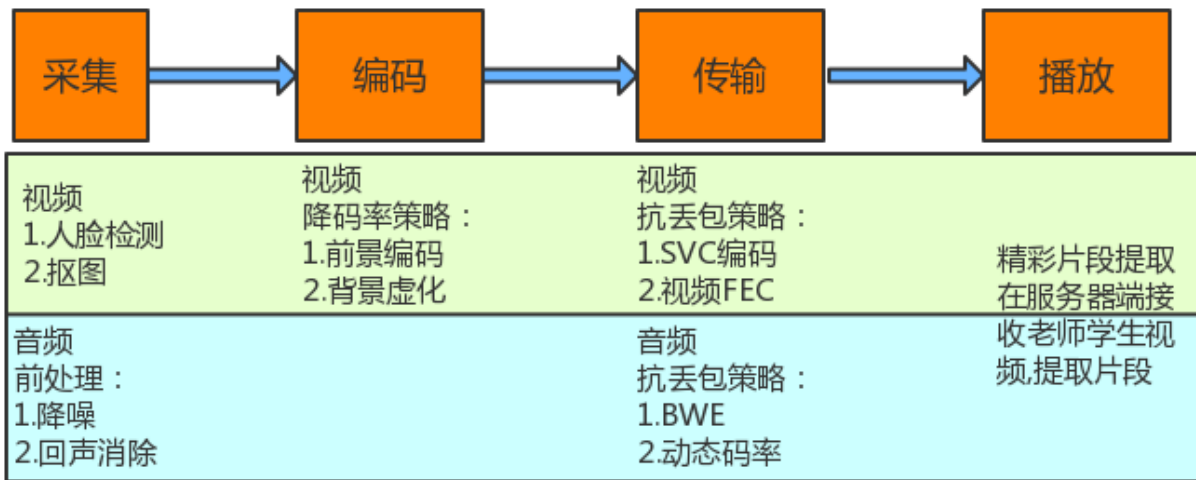 采集
编码
传输
播放
视频
1.人脸检测
2.抠图
视频
降码率策略：
1.前景编码
2.背景虚化
视频
抗丢包策略：
1.SVC编码
2.视频FEC
精彩片段提取
在服务器端接
收老师学生视
频,提取片段
音频
前处理：
1.降噪
2.回声消除
音频
抗丢包策略：
1.BWE
2.动态码率